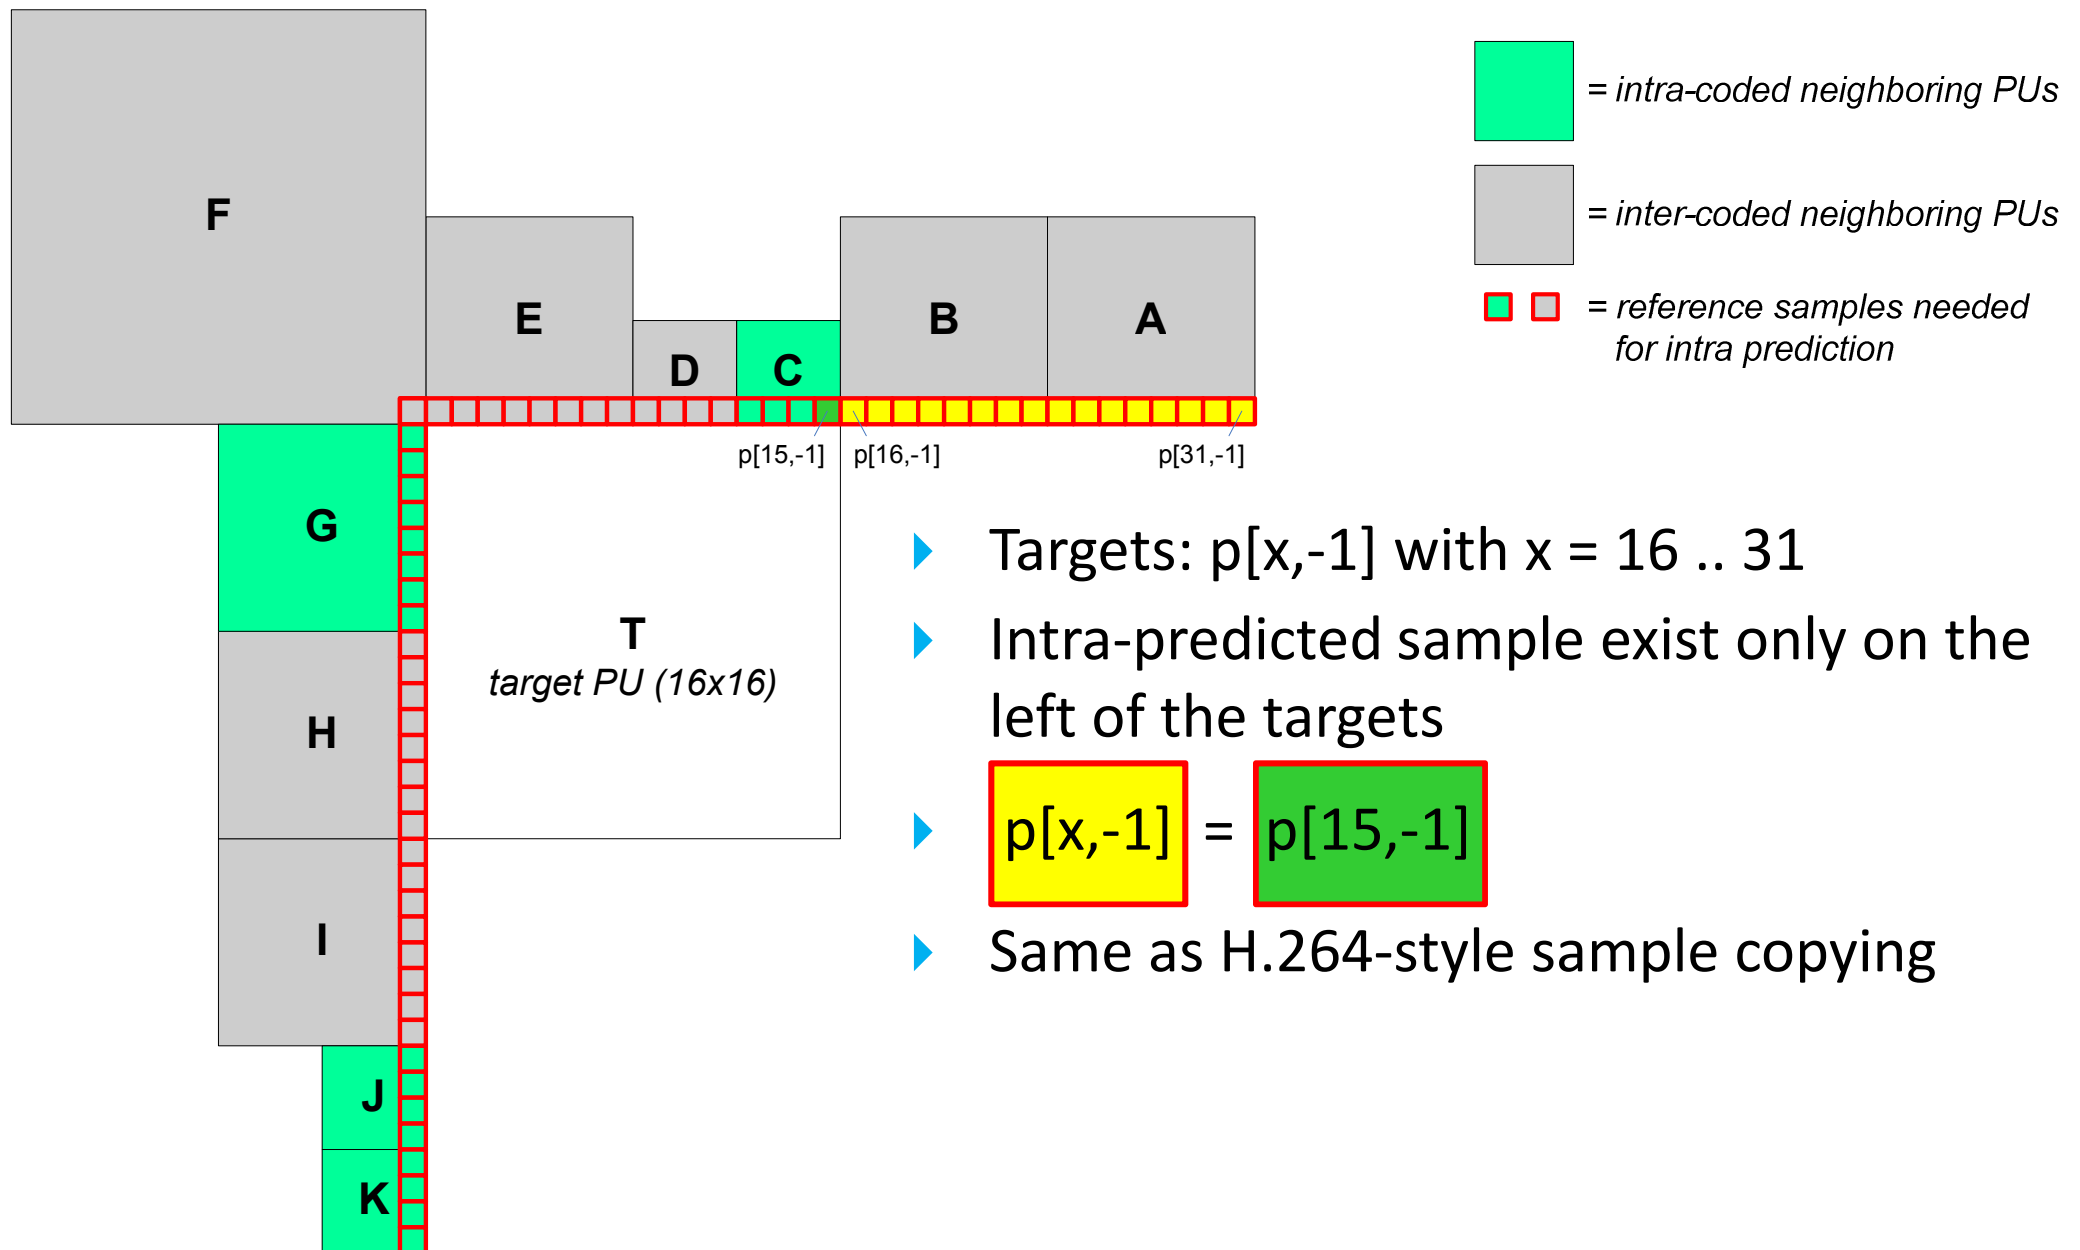 F
E
D
C
B
A
= intra-coded neighboring PUs
= inter-coded neighboring PUs
= reference samples needed
for intra prediction
p[15,-1]
p[16,-1]
p[31,-1]
G
H
I
J
K
T
target PU (16x16)
Targets: p[x,-1] with x = 16 .. 31
Intra-predicted sample exist only on the
left of the targets
p[x,-1] = p[15,-1]
Same as H.264-style sample copying